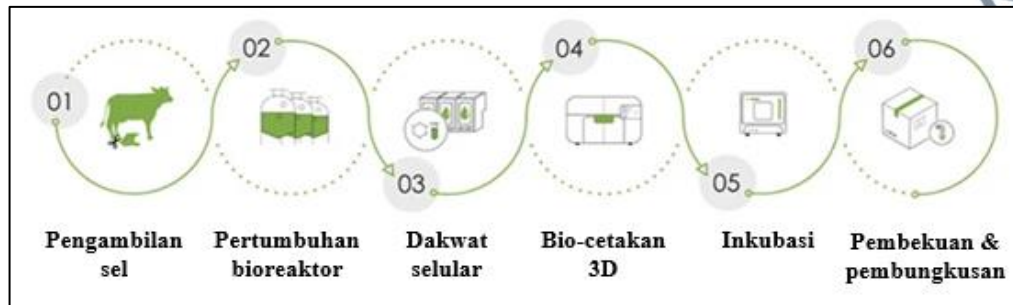 01
02
03
04
05
06
Pengambilan
sel
Pertumbuhan
bioreaktor
Dakwat
selular
Bio-cetakan
3D
Inkubasi
Pembekuan &
pembungkusan